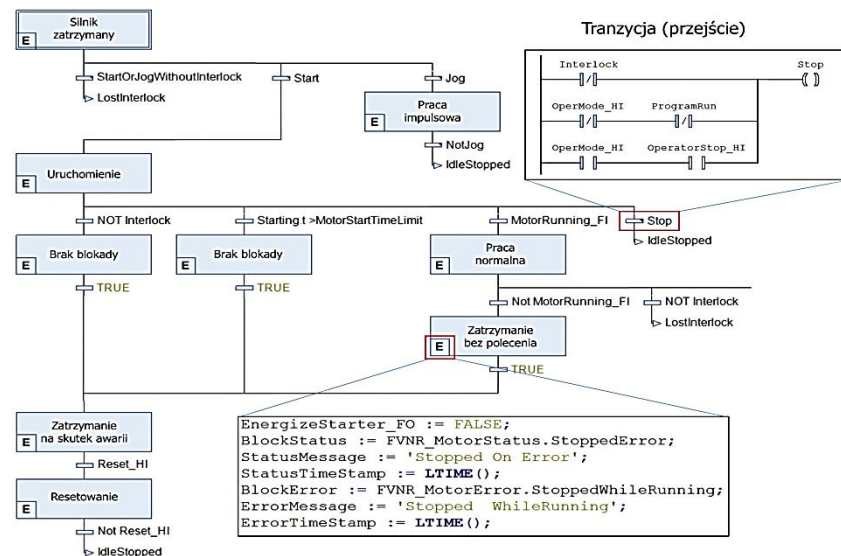 Silnik
zatrzymany
E
Tranzycja (przejście)
StartOrJogWithoutInterlock
Start
Jog
LostInterlock
Praca
impulsowa
E
NotJog
IdleStopped
Interlock
Stop
OperMode_HI
ProgramRun
OperMode_HI
OperatorStop_HI
Uruchomienie
E
NOT Interlock
Starting.t >MotorStartTimeLimit
MotorRunning_FI
Stop
IdleStopped
Brak blokady
E
Brak blokady
E
Praca
normalna
E
TRUE
TRUE
Not MotorRunning_FI
NOT Interlock
LostInterlock
Zatrzymanie
bez polecenia
E
TRUE
Zatrzymanie
na skutek awarii
E
Reset_HI
Resetowanie
E
Not Reset_HI
IdleStopped
EnergizeStarter_FO := FALSE;
BlockStatus := FVNR_MotorStatus.StoppedError;
StatusMessage := 'Stopped On Error';
StatusTimeStamp := LTIME();
BlockError := FVNR_MotorError.StoppedWhileRunning;
ErrorMessage := 'Stopped WhileRunning';
ErrorTimeStamp := LTIME();